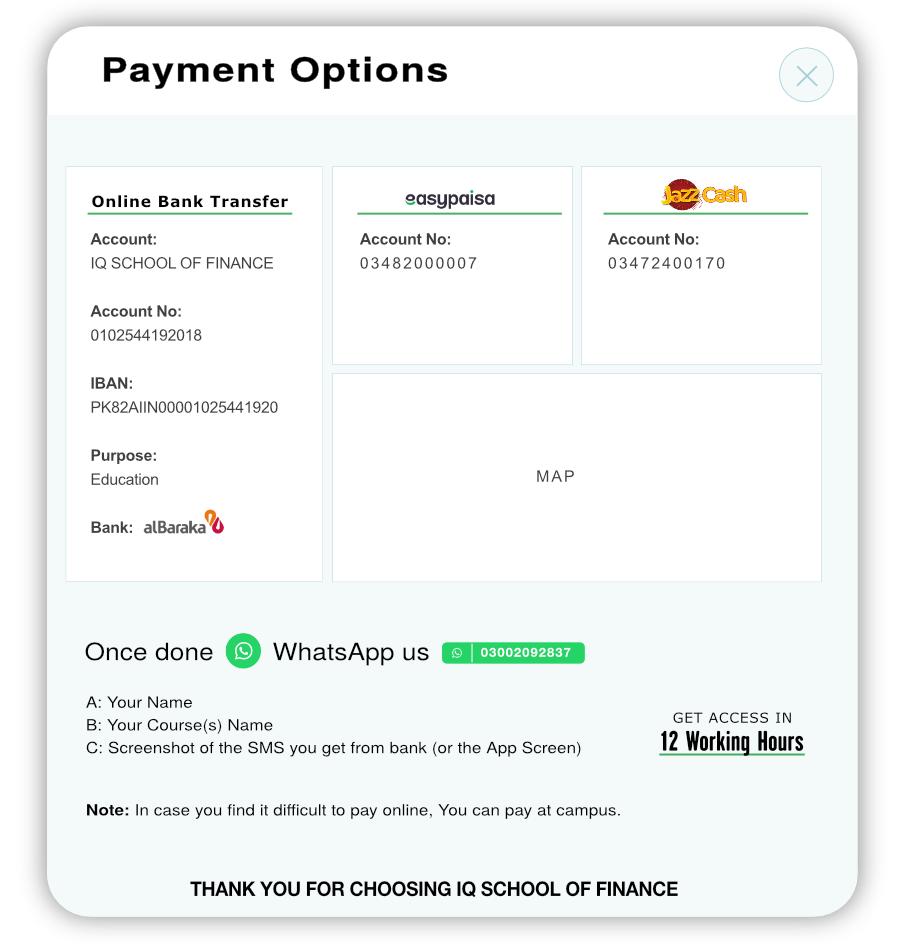 Payment Options
Online Bank Transfer
Account:
IQ SCHOOL OF FINANCE
Account No:
0102544192018
IBAN:
PK82AIIN00001025441920
Purpose:
Education
Bank: alBaraka
easypaisa
Account No:
03482000007
JazzCash
Account No:
03472400170
MAP
Once done WhatsApp us 03002092837
A: Your Name
B: Your Course(s) Name
C: Screenshot of the SMS you get from bank (or the App Screen)
GET ACCESS IN
12 Working Hours
Note: In case you find it difficult to pay online, You can pay at campus.
THANK YOU FOR CHOOSING IQ SCHOOL OF FINANCE